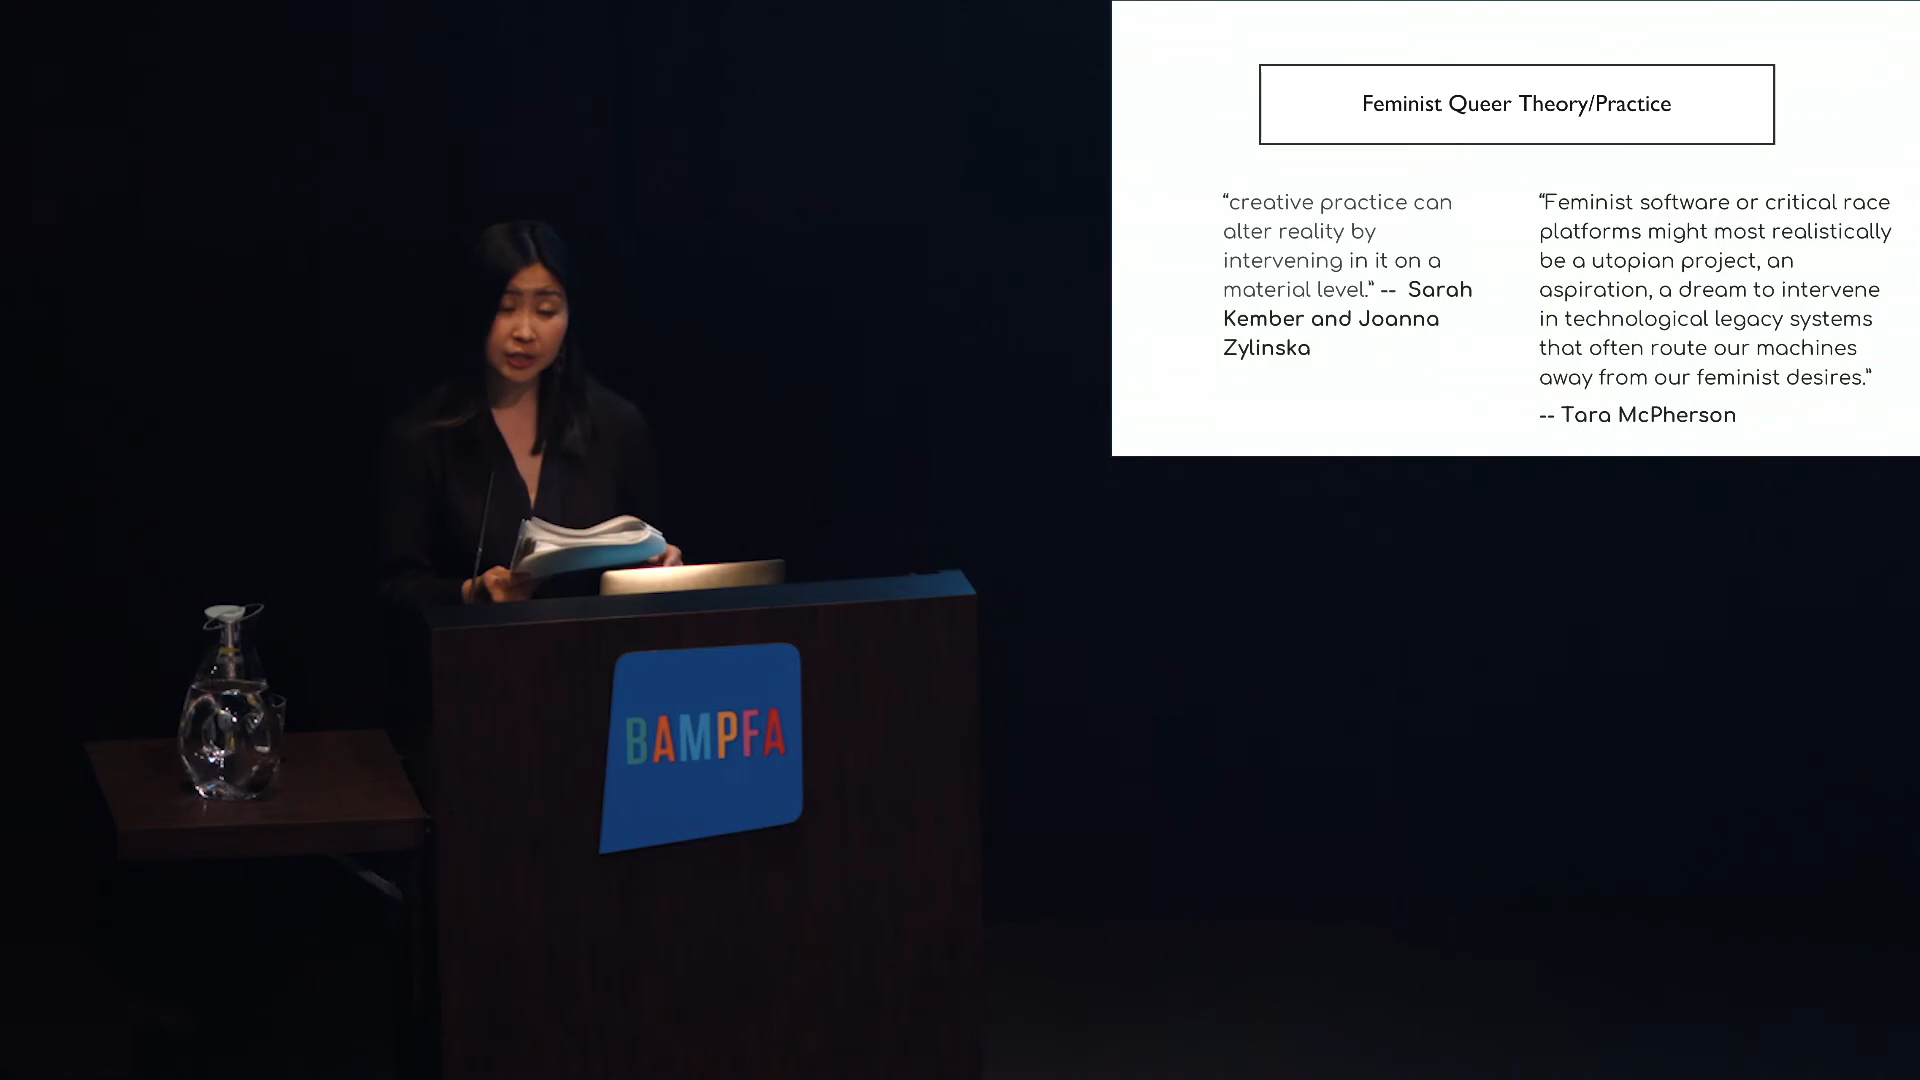 Feminist Queer Theory/Practice
“creative practice can
alter reality by
intervening in it on a
material level.” -- Sarah
Kember and Joanna
Zylinska
“Feminist software or critical race
platforms might most realistically
be a utopian project, an
aspiration, a dream to intervene
in technological legacy systems
that often route our machines
away from our feminist desires.”
-- Tara McPherson
BAMPFA